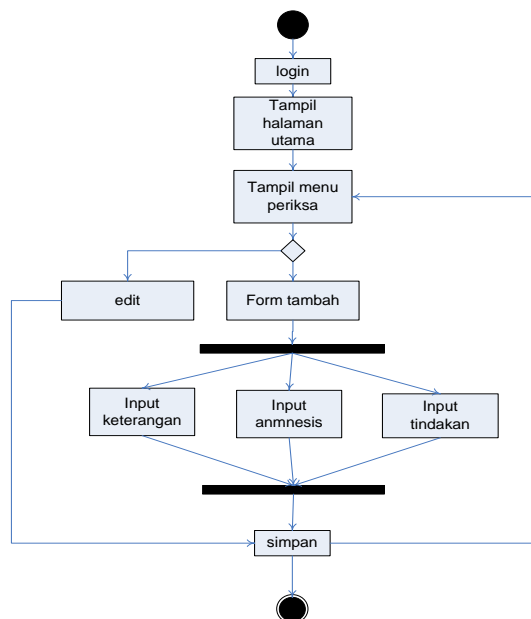 login
Tampil
halaman
utama
Tampil menu
periksa
edit
Form tambah
Input
keterangan
Input
anmnesis
Input
tindakan
simpan